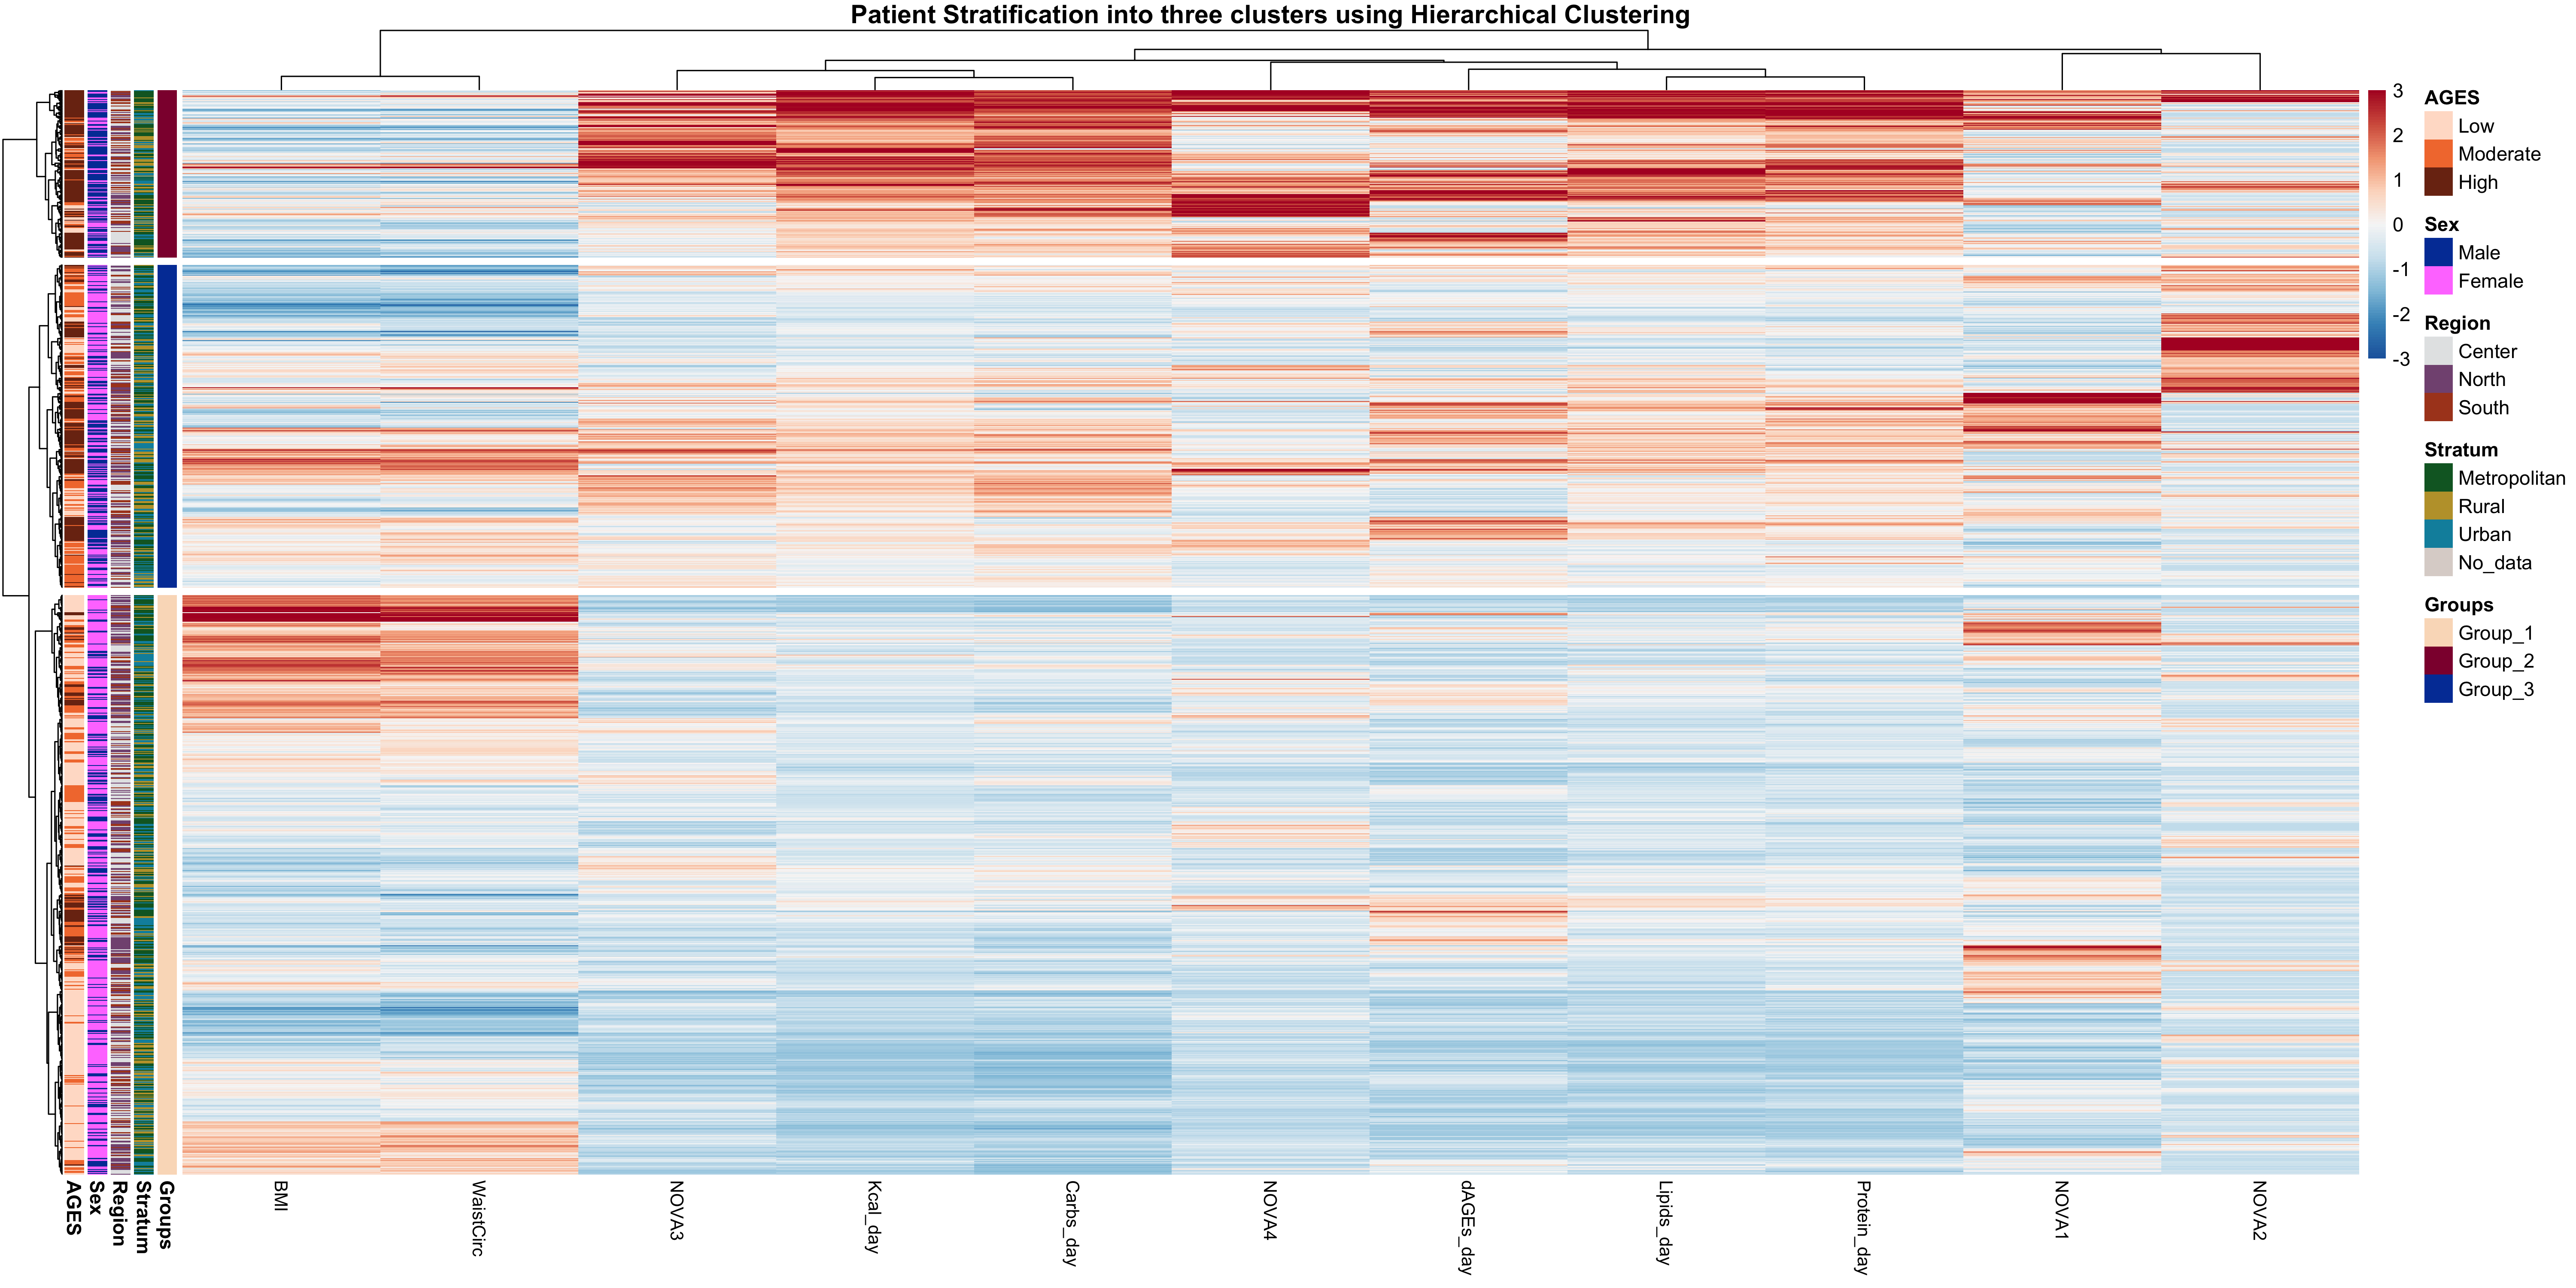 Patient Stratification into three clusters using Hierarchical Clustering
3
2
1
0
-1
-2
-3
AGES
Low
Moderate
High
Sex
Male
Female
Region
Center
North
South
Stratum
Metropolitan
Rural
Urban
No_data
Groups
Group_1
Group_2
Group_3
AGES
Sex
Region
Stratum
Groups
BMI
WaistCirc
NOVA3
Kcal_day
Carbs_day
NOVA4
dAGEs_day
Lipids_day
Protein_day
NOVA1
NOVA2